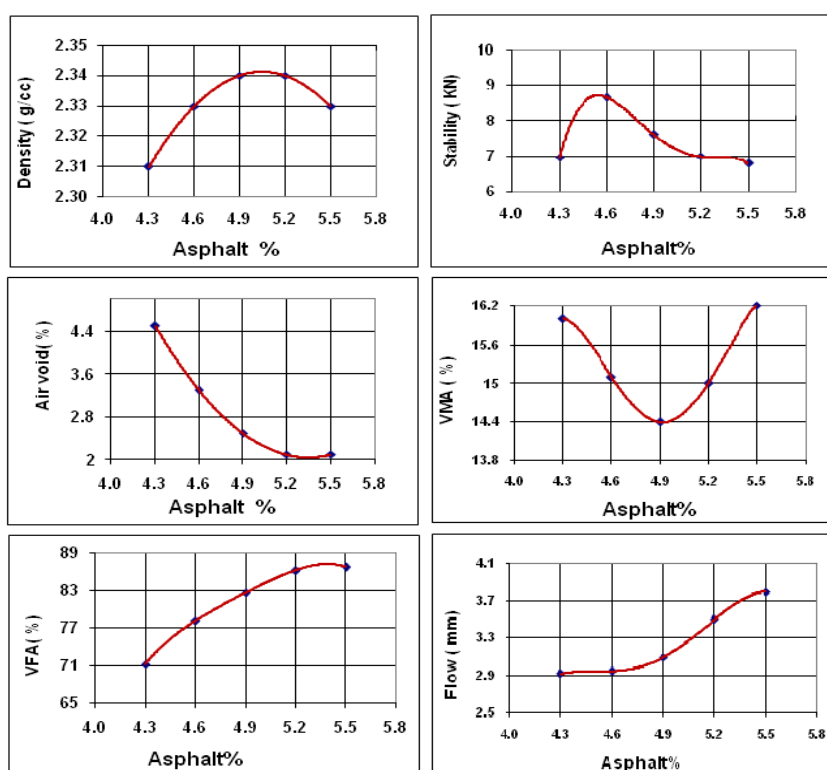 Density ( g/cc)
2.35
2.34
2.33
2.32
2.31
2.30
4.0 4.3 4.6 4.9 5.2 5.5 5.8
Asphalt %
Stability ( KN)
10
9
8
7
6
4.0 4.3 4.6 4.9 5.2 5.5 5.8
Asphalt%
Air void( %)
4.4
3.6
2.8
2
4.0 4.3 4.6 4.9 5.2 5.5 5.8
Asphalt %
VMA ( %)
16.2
15.6
15
14.4
13.8
4.0 4.3 4.6 4.9 5.2 5.5 5.8
Asphalt%
VFA( %)
89
83
77
71
65
4.0 4.3 4.6 4.9 5.2 5.5 5.8
Asphalt%
Flow ( mm)
4.1
3.7
3.3
2.9
2.5
4.0 4.3 4.6 4.9 5.2 5.5 5.8
Asphalt%